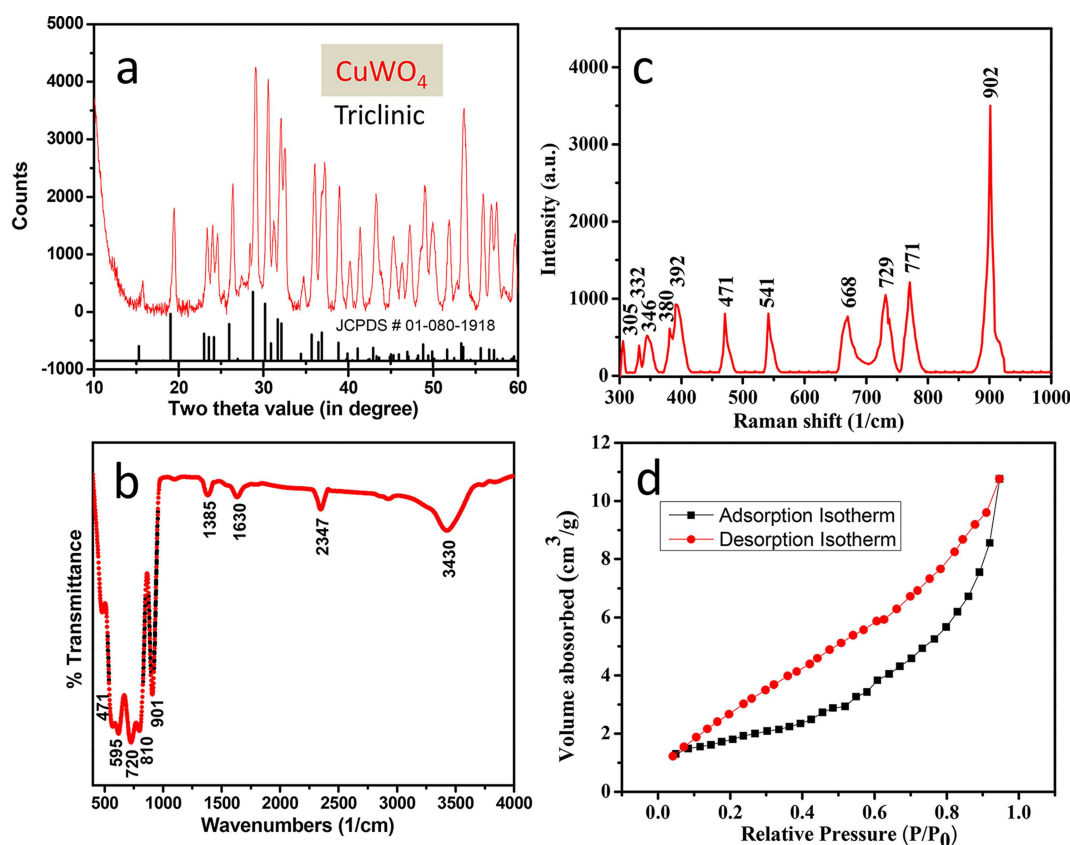 a
CuWO4
Triclinic
JCPDS # 01-080-1918
Counts
5000
4000
3000
2000
1000
0
-1000
10 20 30 40 50 60
Two theta value (in degree)
c
Intensity (a.u.)
4000
3000
2000
1000
0
305
332
346
380
392
471
541
668
729
771
902
300 400 500 600 700 800 900 1000
Raman shift (1/cm)
b
% Transmittance
471
595
720
810
901
1385
1630
2347
3430
500 1000 1500 2000 2500 3000 3500 4000
Wavenumbers (1/cm)
d
Adsorption Isotherm
Desorption Isotherm
Volume abosorbed (cm³/g)
12
10
8
6
4
2
0
0.0 0.2 0.4 0.6 0.8 1.0
Relative Pressure (P/P0)